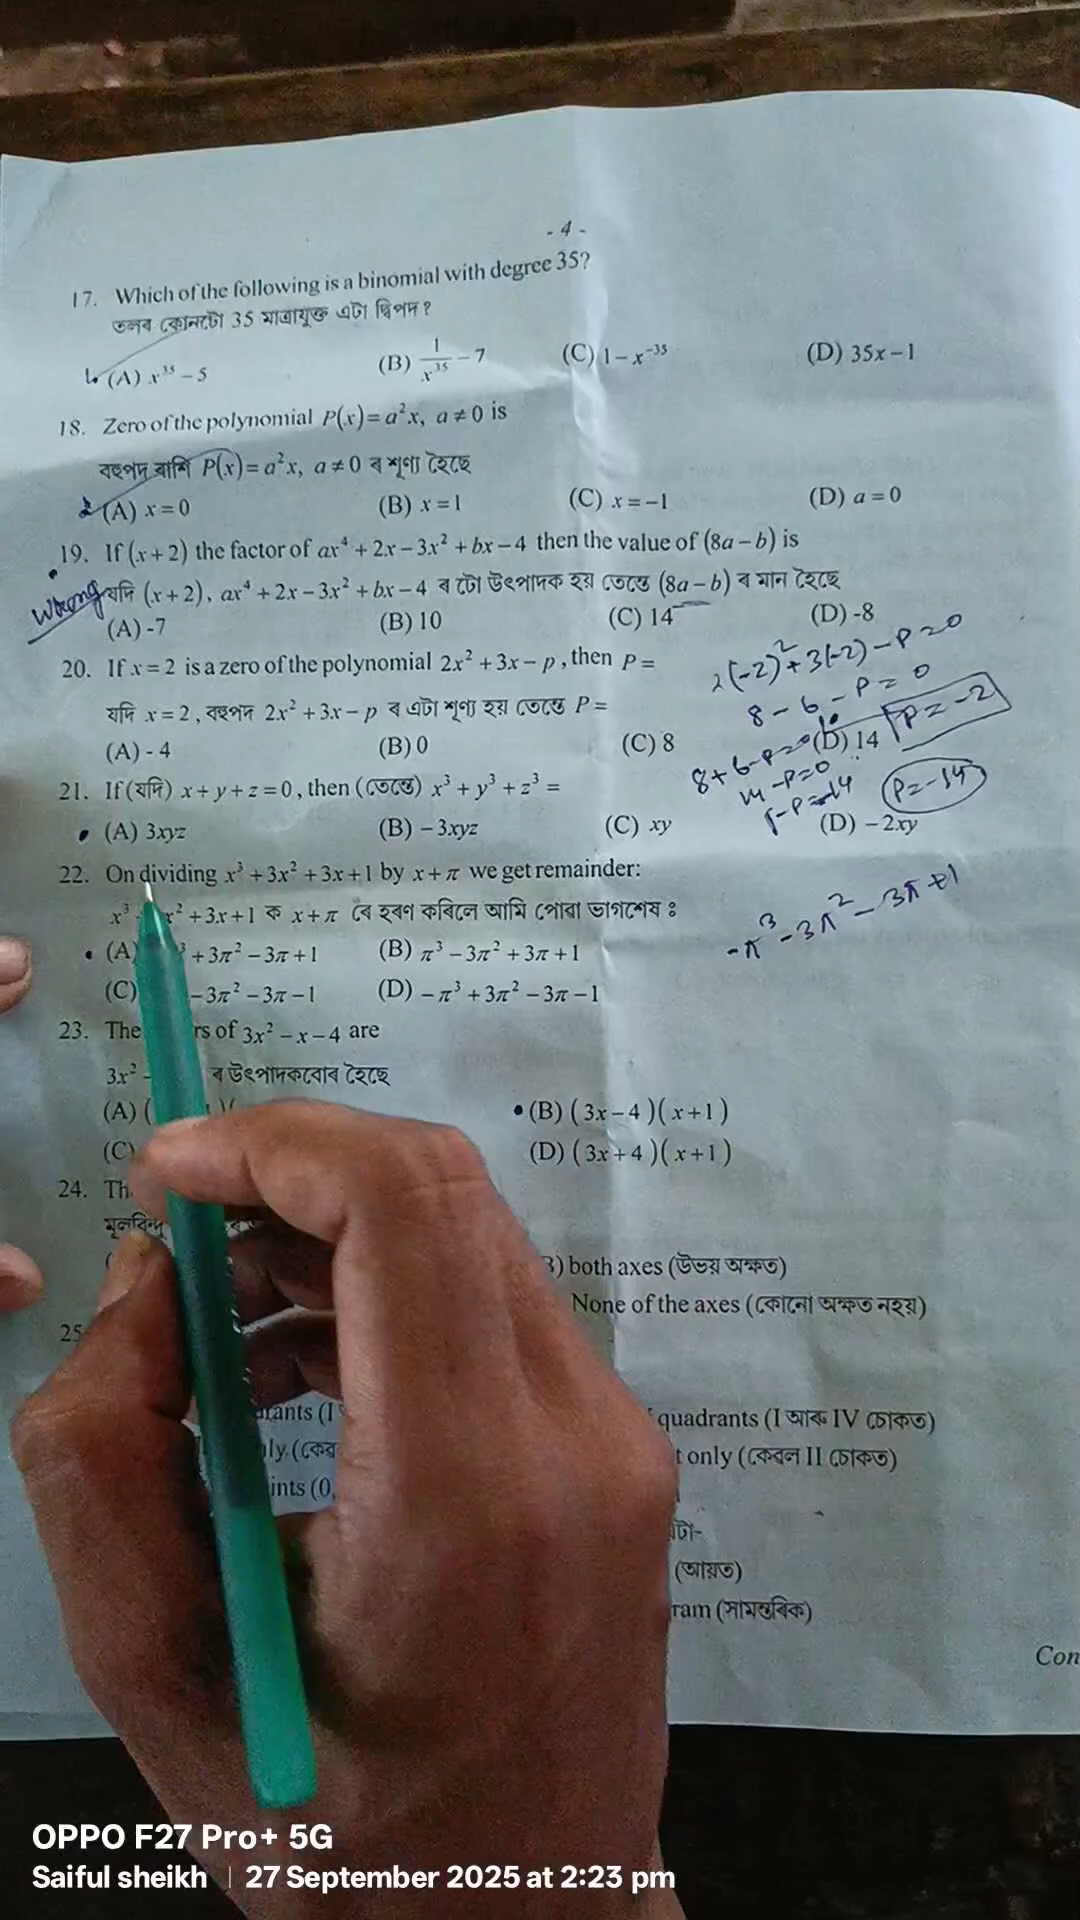 - 4 -
17. Which of the following is a binomial with degree 35?
তলৰ কোনটো 35 মাত্ৰাযুক্ত এটা দ্বিপদ ?
(A) x³⁵ – 5 (B) 1/x³⁵ – 7 (C) 1 – x⁻³⁵ (D) 35x – 1
18. Zero of the polynomial P(x) = a²x, a ≠ 0 is
বহুপদ ৰাশি P(x) = a²x, a ≠ 0 ৰ শূণ্য হৈছে
(A) x = 0 (B) x = 1 (C) x = –1 (D) a = 0
19. If (x + 2) the factor of ax⁴ + 2x – 3x² + bx – 4 then the value of (8a – b) is
wrong যদি (x + 2), ax⁴ + 2x – 3x² + bx – 4 ৰ টো উৎপাদক হয় তেন্তে (8a – b) ৰ মান হৈছে
(A) -7 (B) 10 (C) 14 (D) -8
20. If x = 2 is a zero of the polynomial 2x² + 3x – p, then P =
2(-2)² + 3(-2) - P = 0
যদি x = 2, বহুপদ 2x² + 3x – p ৰ এটা শূণ্য হয় তেন্তে P =
8 - 6 - P = 0
P = -2
(A) - 4 (B) 0 (C) 8 (D) 14
8 + 6 - P = 0
14 - P = 0
P = -14
21. If (যদি) x + y + z = 0, then (তেন্তে) x³ + y³ + z³ =
(A) 3xyz (B) – 3xyz (C) xy (D) – 2xy
22. On dividing x³ + 3x² + 3x + 1 by x + π we get remainder:
-π³ - 3π² - 3π + 1
x³ x² + 3x + 1 ক x + π ৰে হৰণ কৰিলে আমি পোৱা ভাগশেষ ঃ
(A) ³ + 3π² – 3π + 1 (B) π³ – 3π² + 3π + 1
(C) – 3π² – 3π – 1 (D) – π³ + 3π² – 3π – 1
23. The rs of 3x² – x – 4 are
3x² – ৰ উৎপাদকবোৰ হৈছে
(A) ( (B) (3x – 4)(x + 1)
(C) (D) (3x + 4)(x + 1)
24. Th
মূলবিন্দু
) both axes (উভয় অক্ষত)
None of the axes (কোনো অক্ষত নহয়)
25
rants (I quadrants (I আৰু IV চোকত)
ly (কেৱ t only (কেৱল II চোকত)
ints (0,
টো-
(আয়ত)
ram (সামন্তৰিক)
Con
OPPO F27 Pro+ 5G
Saiful sheikh | 27 September 2025 at 2:23 pm